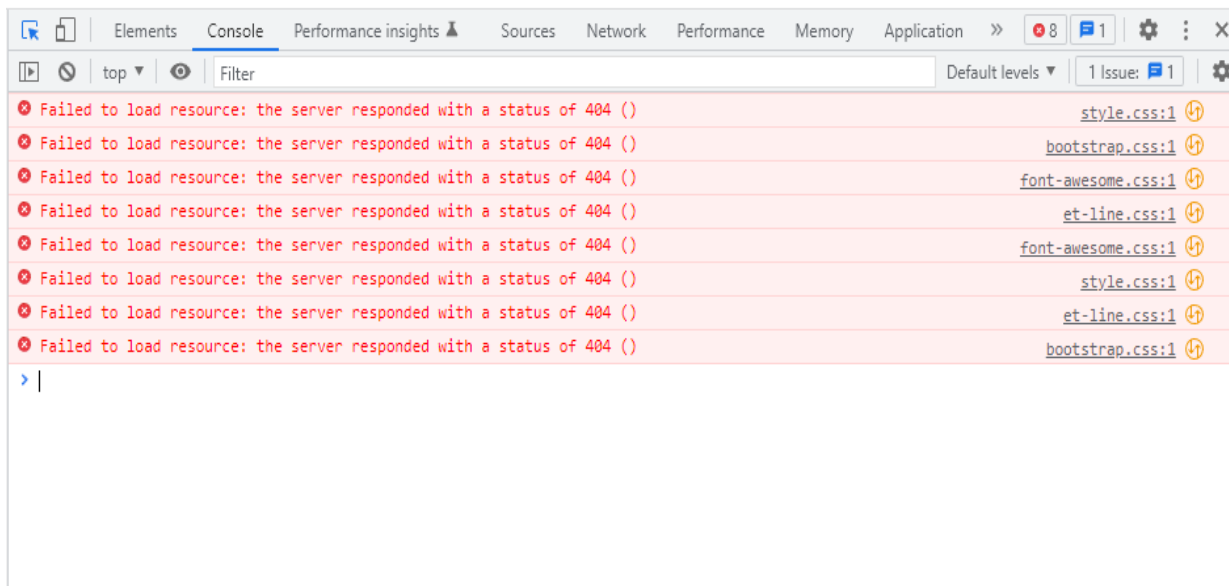 Elements Console Performance insights Sources Network Performance Memory Application » 8 1
top ▼ Filter Default levels ▼ 1 Issue: 1
Failed to load resource: the server responded with a status of 404 () style.css:1
Failed to load resource: the server responded with a status of 404 () bootstrap.css:1
Failed to load resource: the server responded with a status of 404 () font-awesome.css:1
Failed to load resource: the server responded with a status of 404 () et-line.css:1
Failed to load resource: the server responded with a status of 404 () font-awesome.css:1
Failed to load resource: the server responded with a status of 404 () style.css:1
Failed to load resource: the server responded with a status of 404 () et-line.css:1
Failed to load resource: the server responded with a status of 404 () bootstrap.css:1